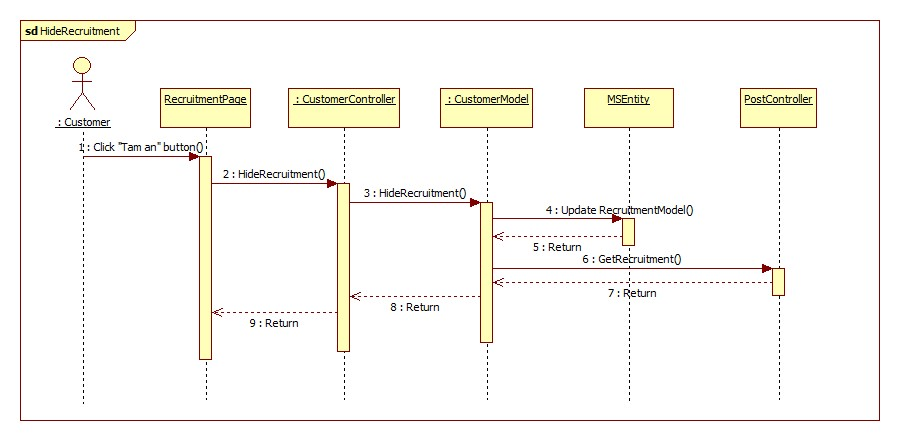 sd HideRecruitment
: Customer
RecruitmentPage
: CustomerController
: CustomerModel
MSEntity
PostController
1 : Click "Tam an" button()
2 : HideRecruitment()
3 : HideRecruitment()
4 : Update RecruitmentModel()
5 : Return
6 : GetRecruitment()
7 : Return
8 : Return
9 : Return